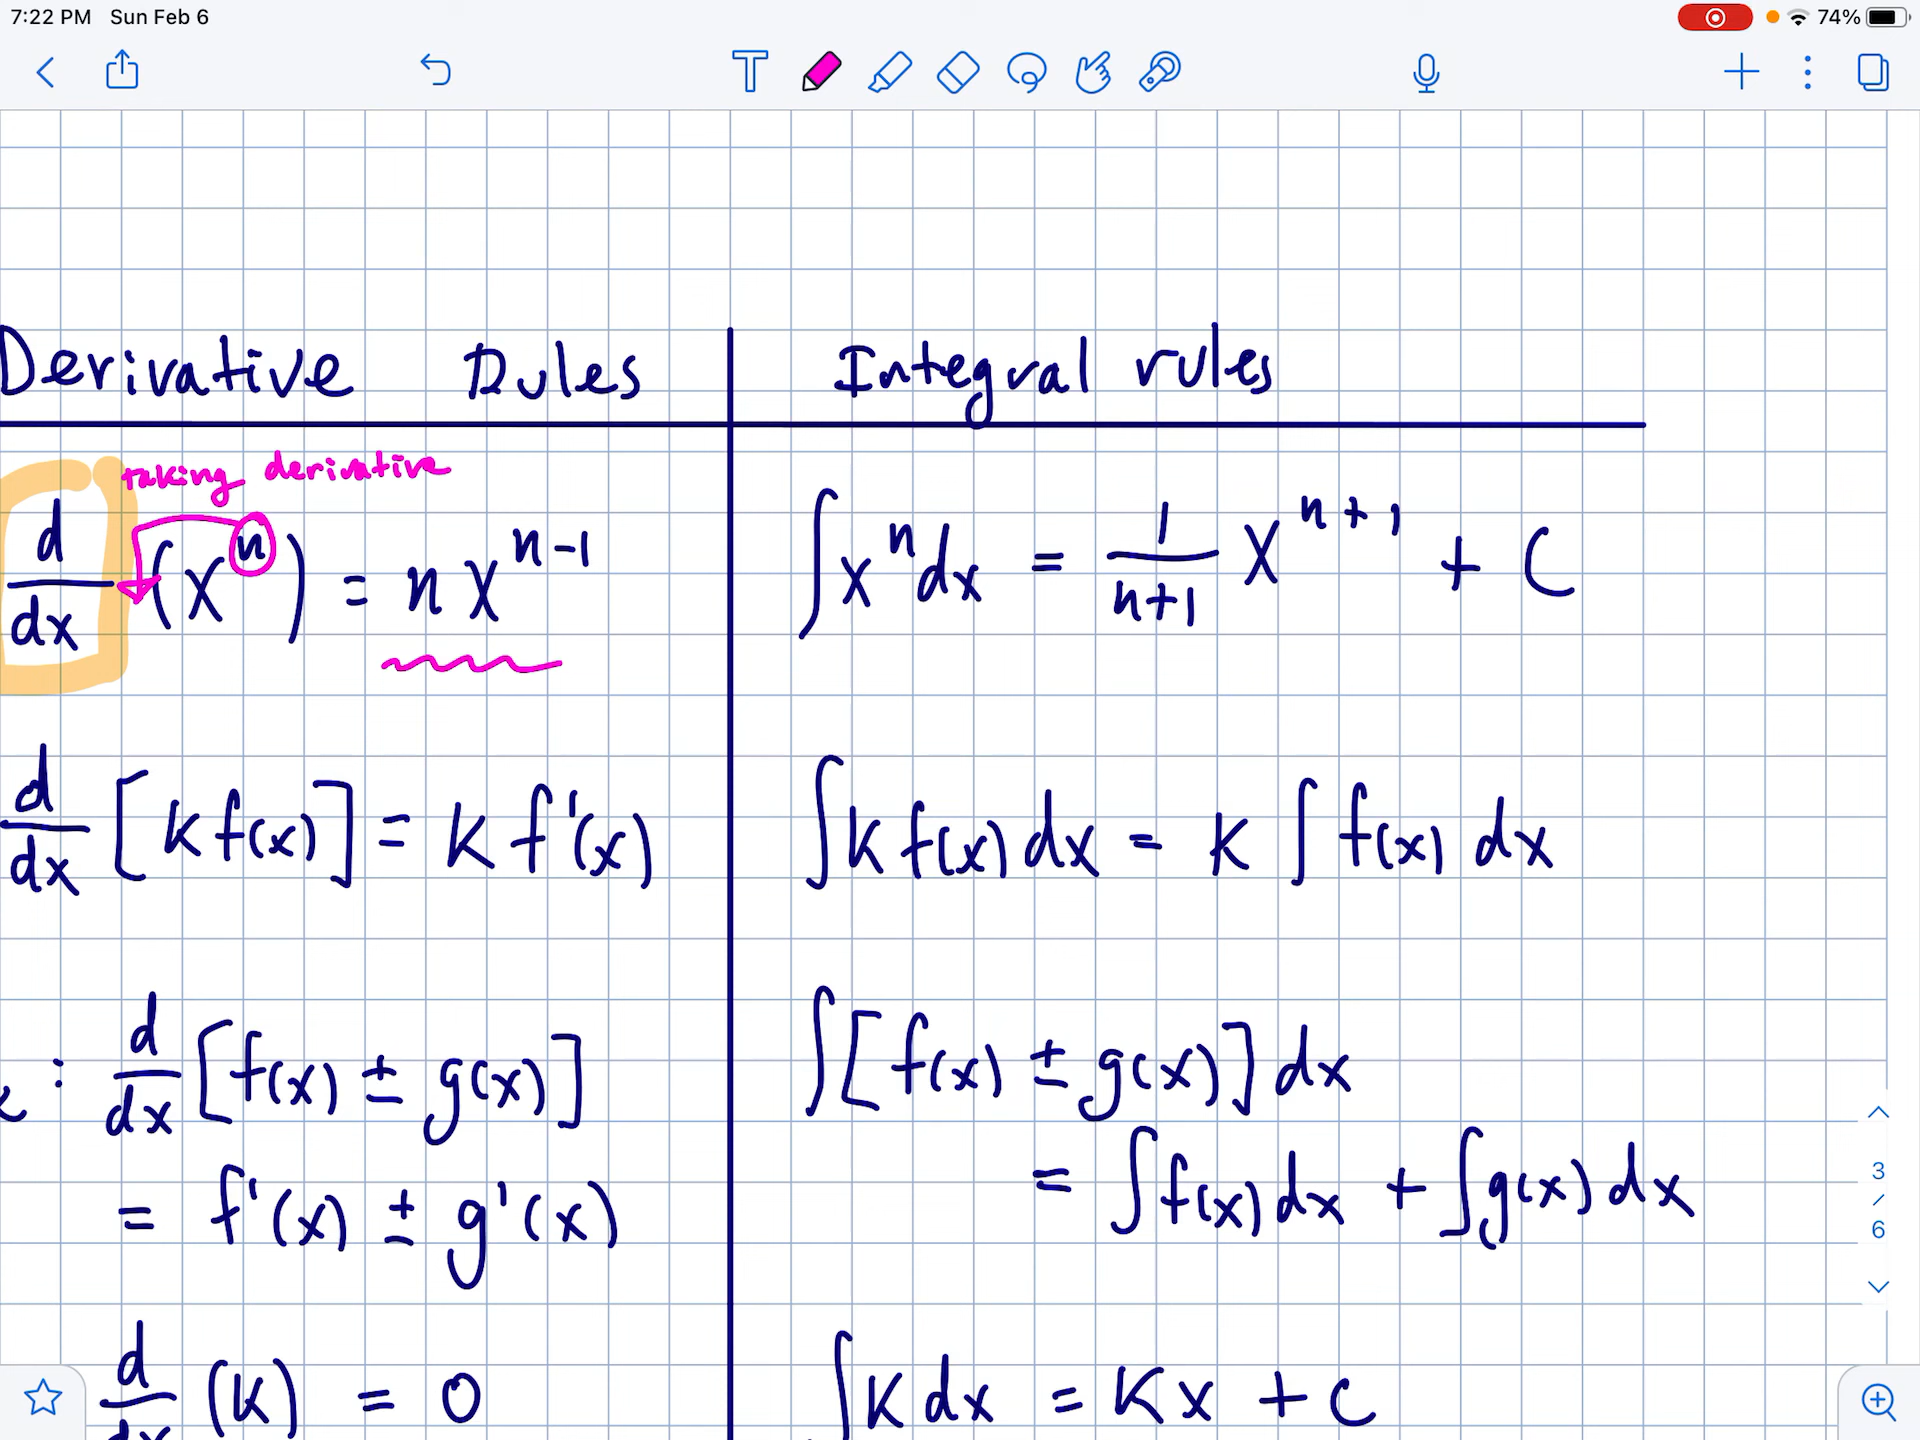 7:22 PM Sun Feb 6 74%
T
Derivative Rules
Integral rules
taking derivative
d/dx (x^n) = n x^(n-1)
∫ x^n dx = 1/(n+1) x^(n+1) + C
d/dx [k f(x)] = k f'(x)
∫ k f(x) dx = k ∫ f(x) dx
: d/dx [f(x) ± g(x)]
= f'(x) ± g'(x)
∫ [f(x) ± g(x)] dx
= ∫ f(x) dx + ∫ g(x) dx
d/dx (k) = 0
∫ k dx = kx + C
3
/
6